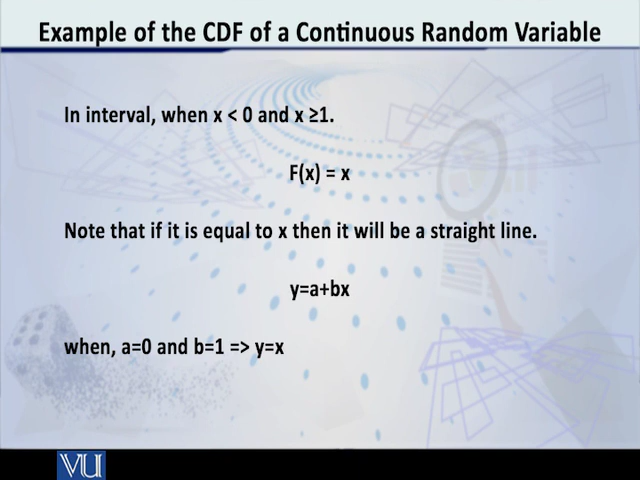 Example of the CDF of a Continuous Random Variable
In interval, when x < 0 and x ≥1.
F(x) = x
Note that if it is equal to x then it will be a straight line.
y=a+bx
when, a=0 and b=1 => y=x
VU